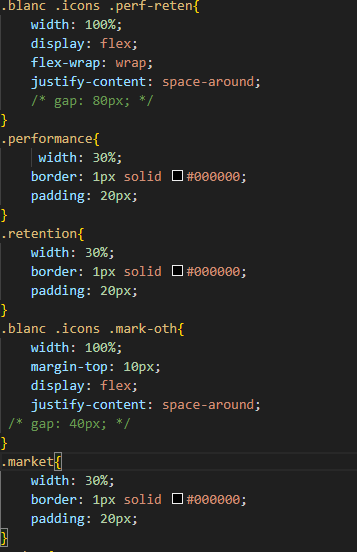 .blanc .icons .perf-reten{
    width: 100%;
    display: flex;
    flex-wrap: wrap;
    justify-content: space-around;
    /* gap: 80px; */
}
.performance{
     width: 30%;
    border: 1px solid #000000;
    padding: 20px;
}
.retention{
    width: 30%;
    border: 1px solid #000000;
    padding: 20px;
}
.blanc .icons .mark-oth{
    width: 100%;
    margin-top: 10px;
    display: flex;
    justify-content: space-around;
 /* gap: 40px; */
}
.market{
    width: 30%;
    border: 1px solid #000000;
    padding: 20px;
}